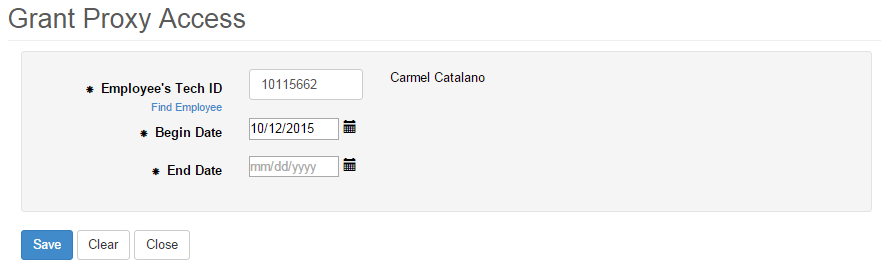 Grant Proxy Access
* Employee's Tech ID 10115662 Carmel Catalano
Find Employee
* Begin Date 10/12/2015
* End Date mm/dd/yyyy
Save Clear Close